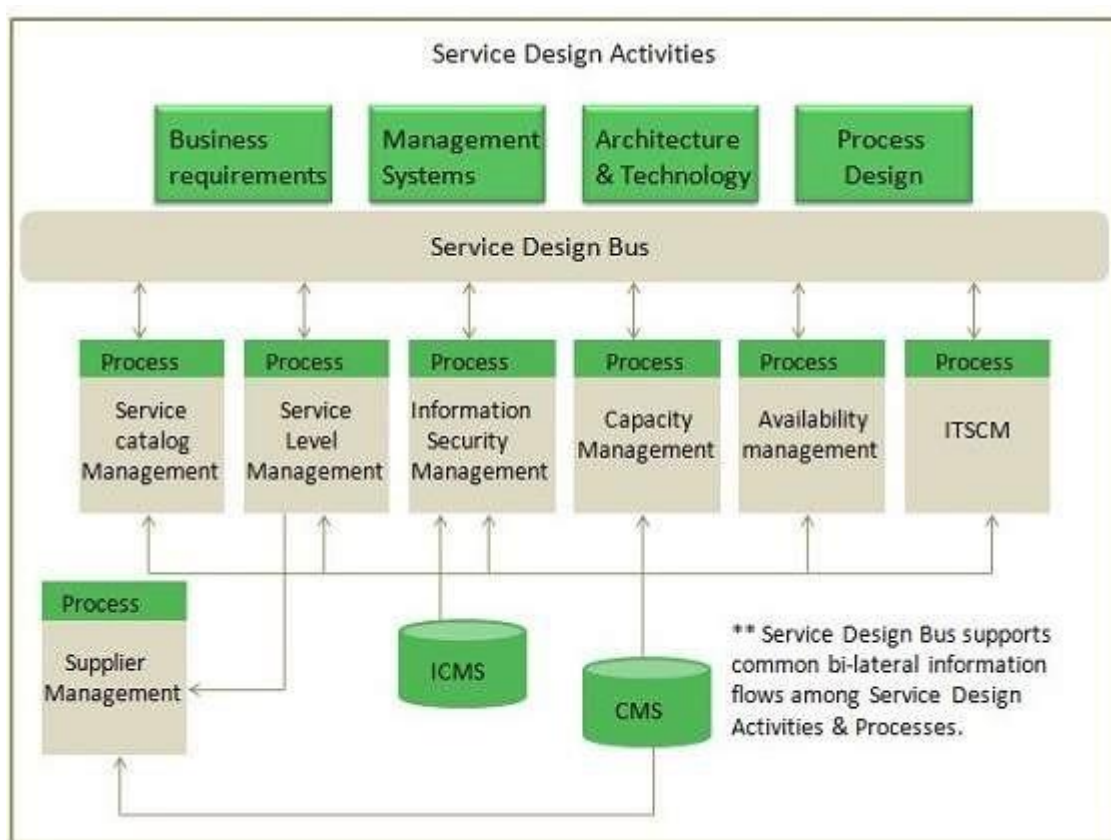 Service Design Activities
Business
requirements
Management
Systems
Architecture
& Technology
Process
Design
Service Design Bus
Process
Service
catalog
Management
Process
Service
Level
Management
Process
Information
Security
Management
Process
Capacity
Management
Process
Availability
management
Process
ITSCM
Process
Supplier
Management
ICMS
CMS
** Service Design Bus supports
common bi-lateral information
flows among Service Design
Activities & Processes.